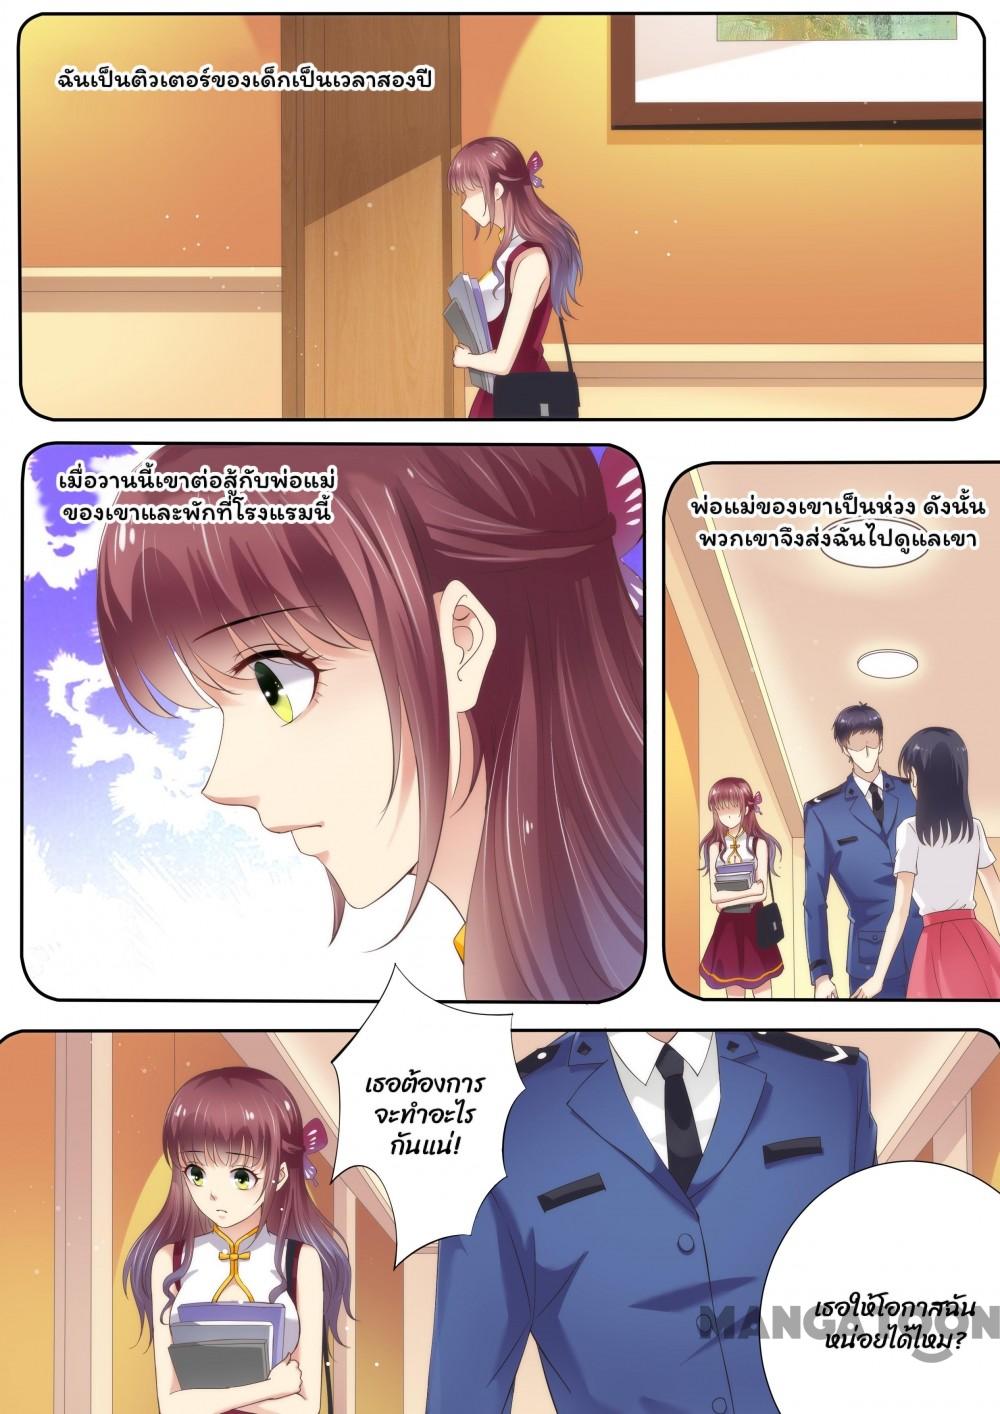 ฉันเป็นติวเตอร์ของเด็กเป็นเวลาสองปี
เมื่อวานนี้เขาต่อสู้กับพ่อแม่
ของเขาและพักที่โรงแรมนี้
พ่อแม่ของเขาเป็นห่วง ดังนั้น
พวกเขาจึงส่งฉันไปดูแลเขา
เธอต้องการ
จะทำอะไร
กันแน่!
เธอให้โอกาสฉัน
หน่อยได้ไหม?
MANGATOON